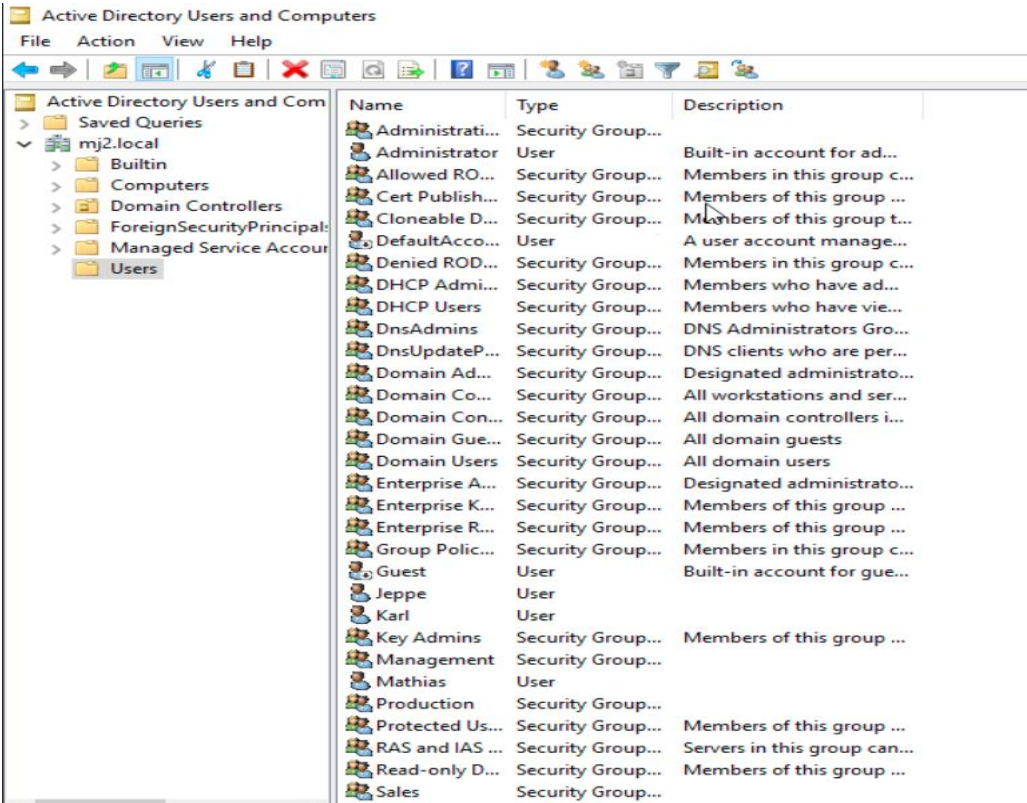 Active Directory Users and Computers
File Action View Help
Active Directory Users and Com
Saved Queries
mj2.local
Builtin
Computers
Domain Controllers
ForeignSecurityPrincipals
Managed Service Accour
Users
Name Type Description
Administrati... Security Group...
Administrator User Built-in account for ad...
Allowed RO... Security Group... Members in this group c...
Cert Publish... Security Group... Members of this group ...
Cloneable D... Security Group... Members of this group t...
DefaultAcco... User A user account manage...
Denied ROD... Security Group... Members in this group c...
DHCP Admi... Security Group... Members who have ad...
DHCP Users Security Group... Members who have vie...
DnsAdmins Security Group... DNS Administrators Gro...
DnsUpdateP... Security Group... DNS clients who are per...
Domain Ad... Security Group... Designated administrato...
Domain Co... Security Group... All workstations and ser...
Domain Con... Security Group... All domain controllers i...
Domain Gue... Security Group... All domain guests
Domain Users Security Group... All domain users
Enterprise A... Security Group... Designated administrato...
Enterprise K... Security Group... Members of this group ...
Enterprise R... Security Group... Members of this group ...
Group Polic... Security Group... Members in this group c...
Guest User Built-in account for gue...
Jeppe User
Karl User
Key Admins Security Group... Members of this group ...
Management Security Group...
Mathias User
Production Security Group...
Protected Us... Security Group... Members of this group ...
RAS and IAS ... Security Group... Servers in this group can...
Read-only D... Security Group... Members of this group ...
Sales Security Group...